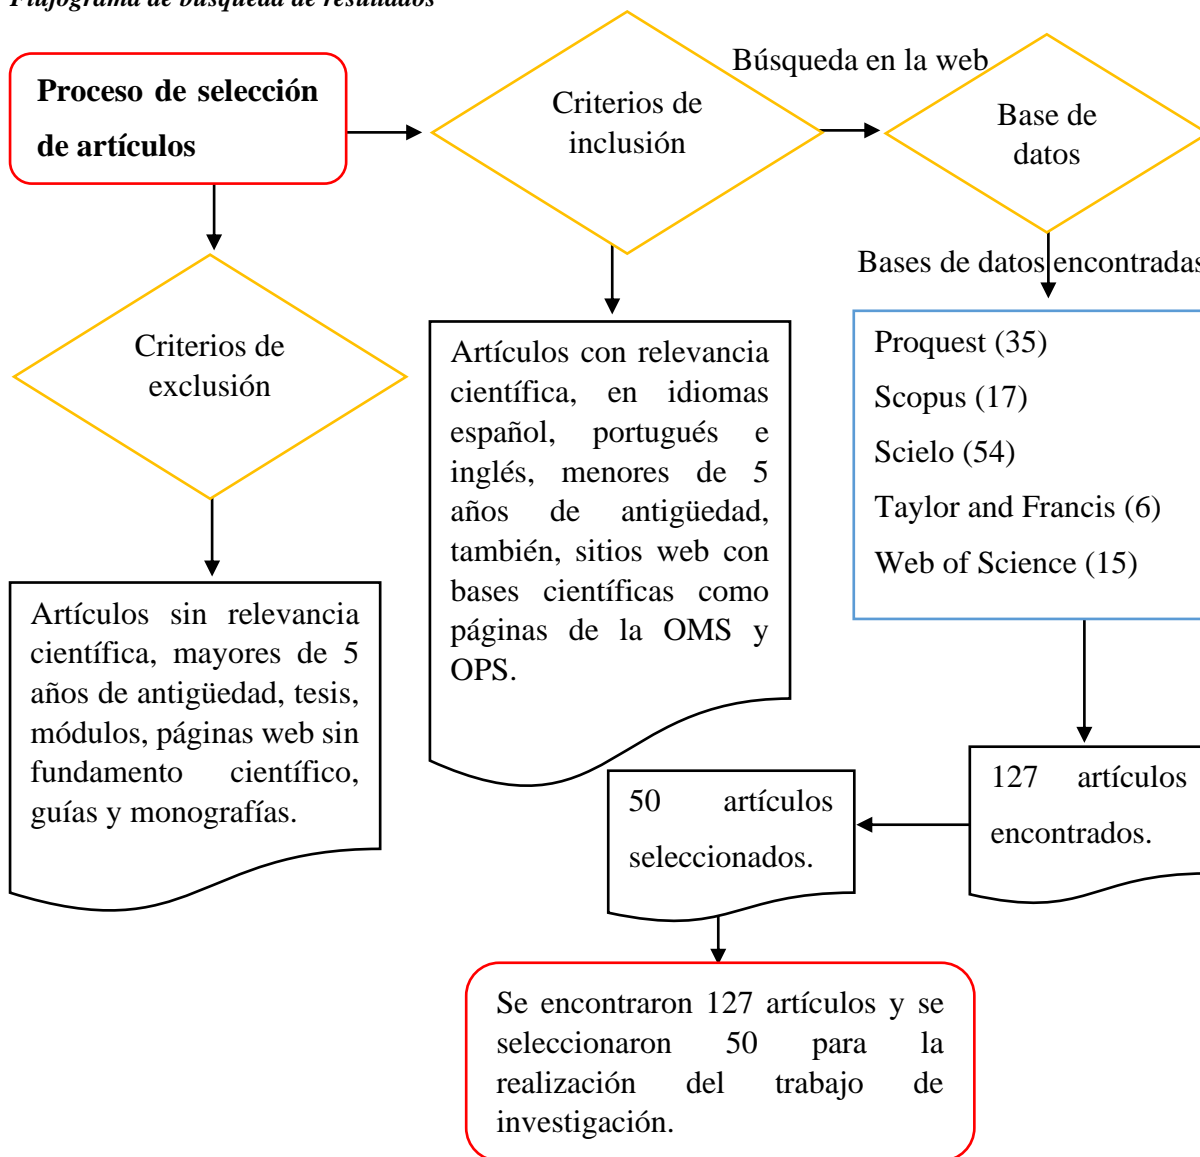 Flujograma de búsqueda de resultados
Proceso de selección
de artículos
Criterios de
inclusión
Búsqueda en la web
Base de
datos
Bases de datos encontradas
Criterios de
exclusión
Artículos con relevancia
científica, en idiomas
español, portugués e
inglés, menores de 5
años de antigüedad,
también, sitios web con
bases científicas como
páginas de la OMS y
OPS.
Proquest (35)
Scopus (17)
Scielo (54)
Taylor and Francis (6)
Web of Science (15)
Artículos sin relevancia
científica, mayores de 5
años de antigüedad, tesis,
módulos, páginas web sin
fundamento científico,
guías y monografías.
127 artículos
encontrados.
50 artículos
seleccionados.
Se encontraron 127 artículos y se
seleccionaron 50 para la
realización del trabajo de
investigación.